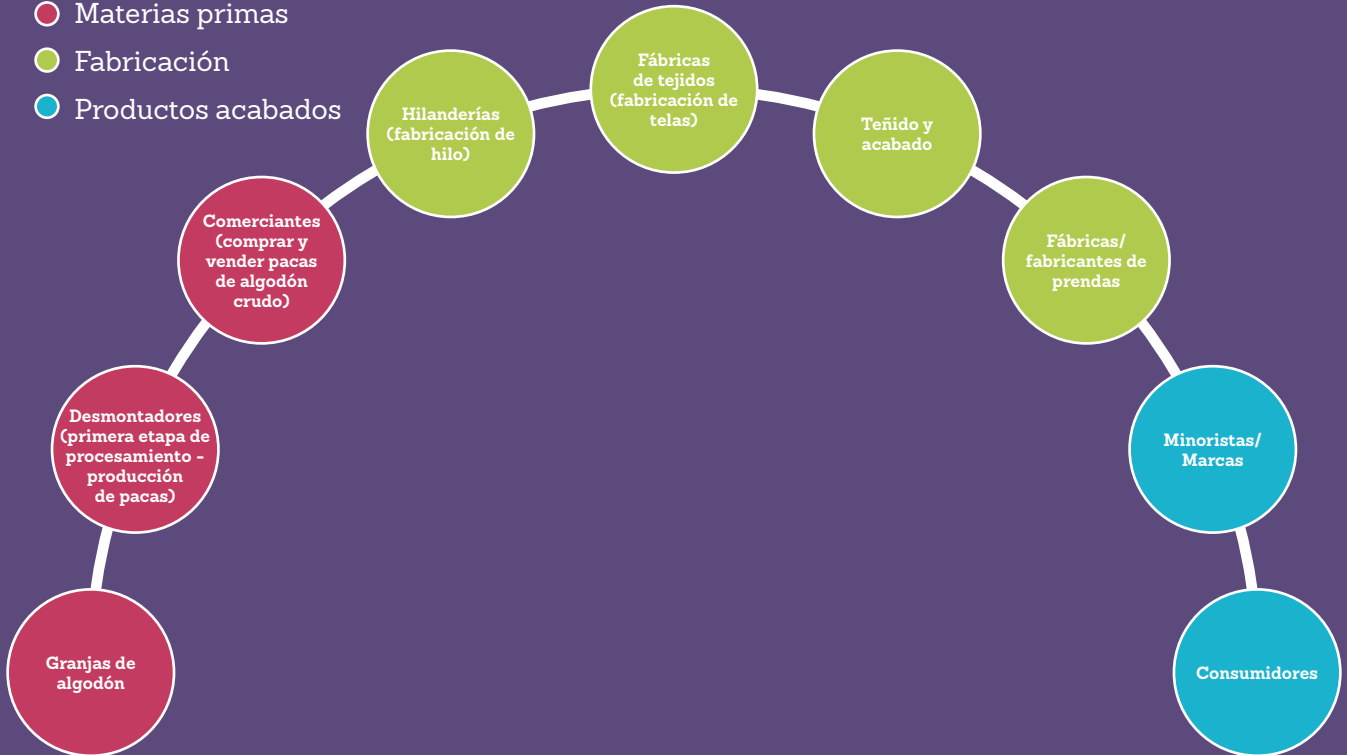 Materias primas
Fabricación
Productos acabados
Granjas de
algodón
Desmontadores
(primera etapa de
procesamiento -
producción
de pacas)
Comerciantes
(comprar y
vender pacas
de algodón
crudo)
Hilanderías
(fabricación de
hilo)
Fábricas
de tejidos
(fabricación de
telas)
Teñido y
acabado
Fábricas/
fabricantes de
prendas
Minoristas/
Marcas
Consumidores